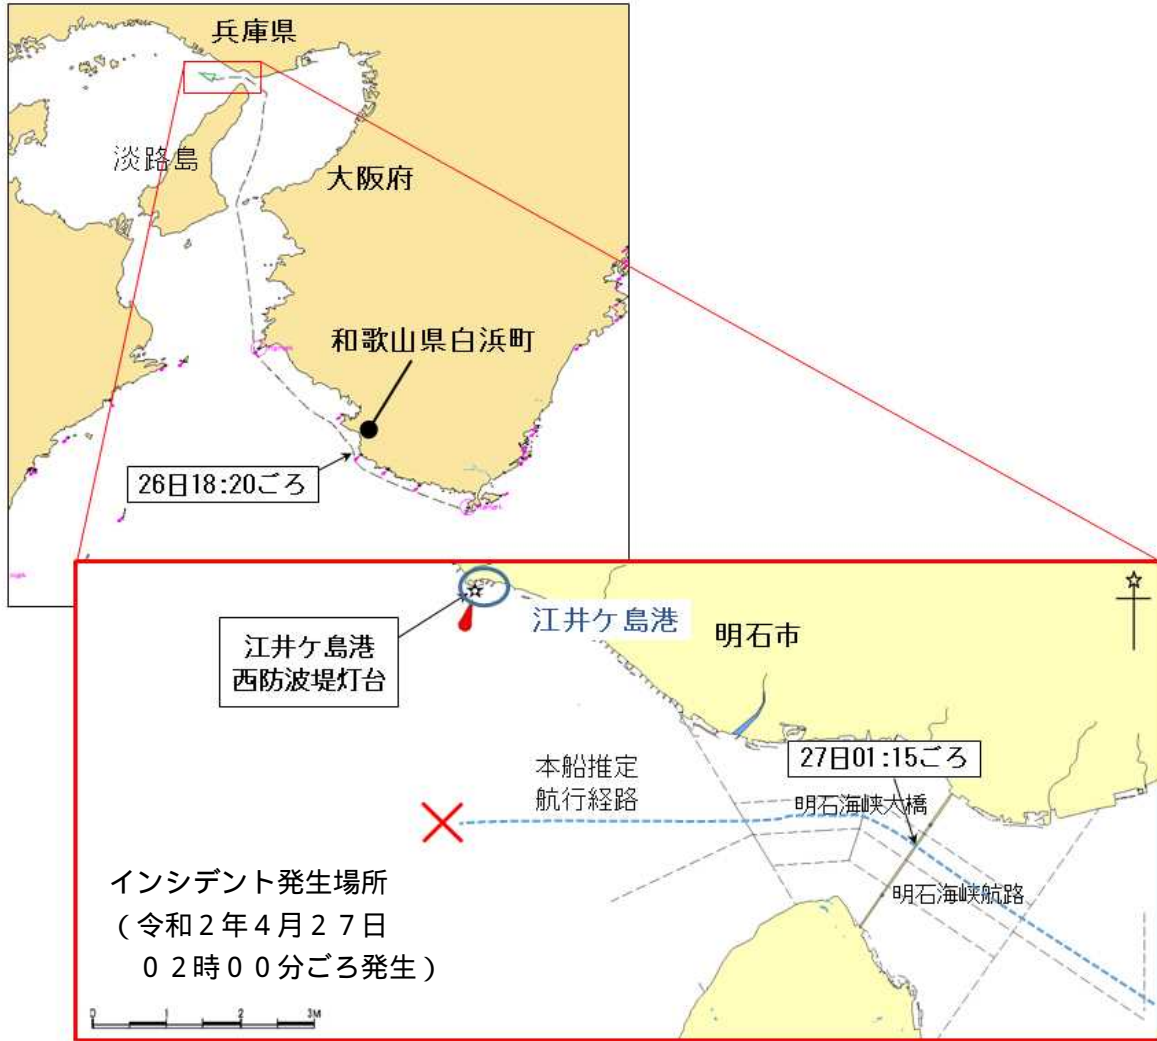 兵庫県
淡路島
大阪府
和歌山県白浜町
26日18:20ごろ
江井ケ島港
西防波堤灯台
江井ケ島港
明石市
27日01:15ごろ
本船推定
航行経路
明石海峡大橋
明石海峡航路
インシデント発生場所
（令和２年４月２７日
０２時００分ごろ発生）
0 1 2 3M